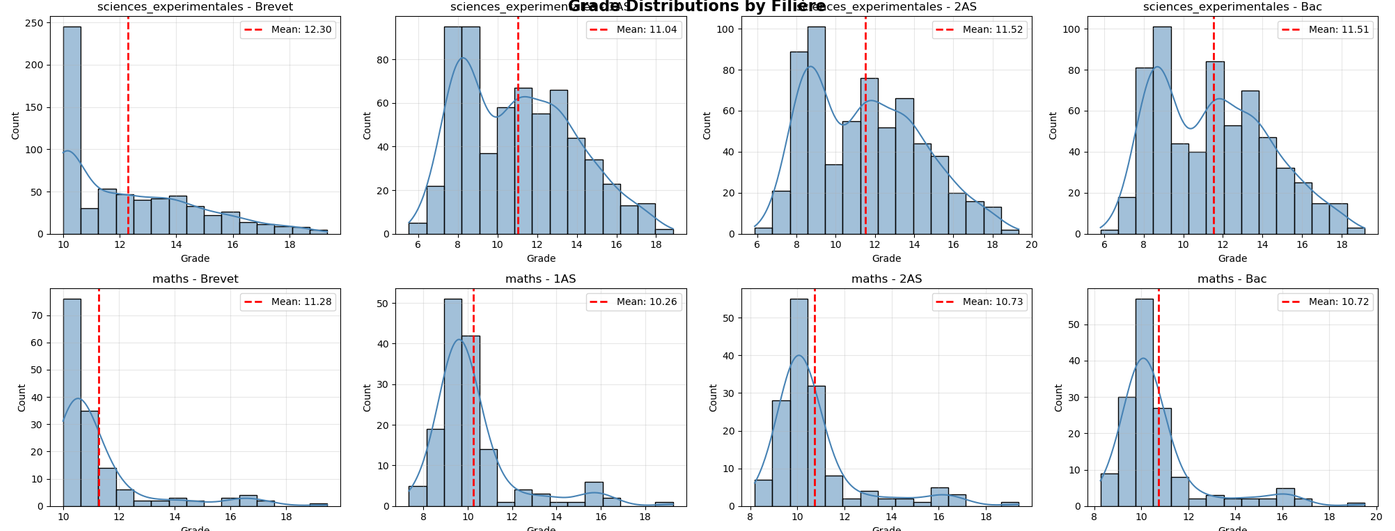 Grade Distributions by Filière
sciences_experimentales - Brevet
Mean: 12.30
Count
250
200
150
100
50
0
10 12 14 16 18
Grade
sciences_experimentales - 1AS
Mean: 11.04
Count
80
60
40
20
0
6 8 10 12 14 16 18
Grade
sciences_experimentales - 2AS
Mean: 11.52
Count
100
80
60
40
20
0
6 8 10 12 14 16 18 20
Grade
sciences_experimentales - Bac
Mean: 11.51
Count
100
80
60
40
20
0
6 8 10 12 14 16 18
Grade
maths - Brevet
Mean: 11.28
Count
70
60
50
40
30
20
10
0
10 12 14 16 18
Grade
maths - 1AS
Mean: 10.26
Count
50
40
30
20
10
0
8 10 12 14 16 18
Grade
maths - 2AS
Mean: 10.73
Count
50
40
30
20
10
0
8 10 12 14 16 18
Grade
maths - Bac
Mean: 10.72
Count
50
40
30
20
10
0
8 10 12 14 16 18 20
Grade